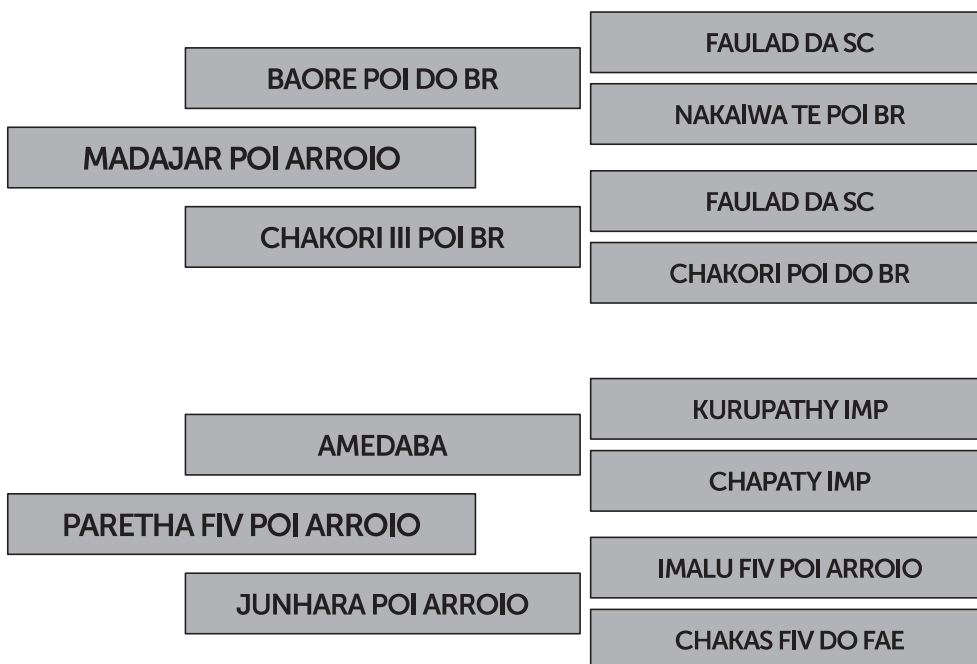 FAULAD DA SC
BAORE POI DO BR
NAKAIWA TE POI BR
MADAJAR POI ARROIO
FAULAD DA SC
CHAKORI III POI BR
CHAKORI POI DO BR
KURUPATHY IMP
AMEDABA
CHAPATY IMP
PARETHA FIV POI ARROIO
IMALU FIV POI ARROIO
JUNHARA POI ARROIO
CHAKAS FIV DO FAE